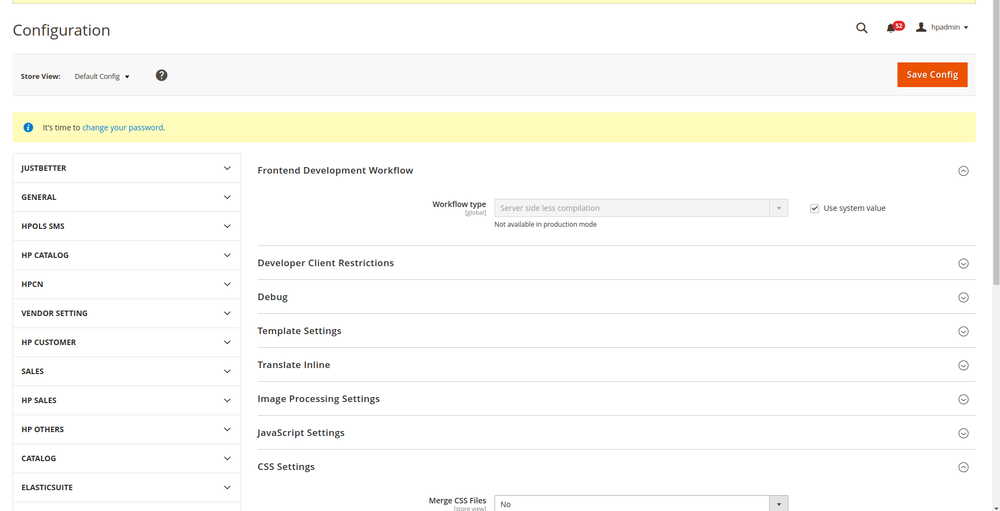 Configuration
52
hpadmin
Store View: Default Config ?
Save Config
It's time to change your password.
JUSTBETTER
GENERAL
HPOLS SMS
HP CATALOG
HPCN
VENDOR SETTING
HP CUSTOMER
SALES
HP SALES
HP OTHERS
CATALOG
ELASTICSUITE
Frontend Development Workflow
Workflow type
[global]
Server side less compilation
Use system value
Not available in production mode
Developer Client Restrictions
Debug
Template Settings
Translate Inline
Image Processing Settings
JavaScript Settings
CSS Settings
Merge CSS Files
[store view]
No